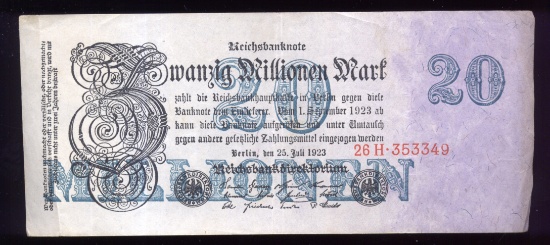 Reichsbanknote
Zwanzig Millionen Mark
20
20
zahlt die Reichsbankhauptkasse in Berlin gegen diese
Banknote dem Einlieferer. Vom 1. September 1923 ab
kann diese Banknote aufgerufen und unter Umtausch
gegen andere gesetzliche Zahlungsmittel eingezogen werden
Berlin, den 25. Juli 1923
26 H·353349
Reichsbankdirektorium
MILLIONEN